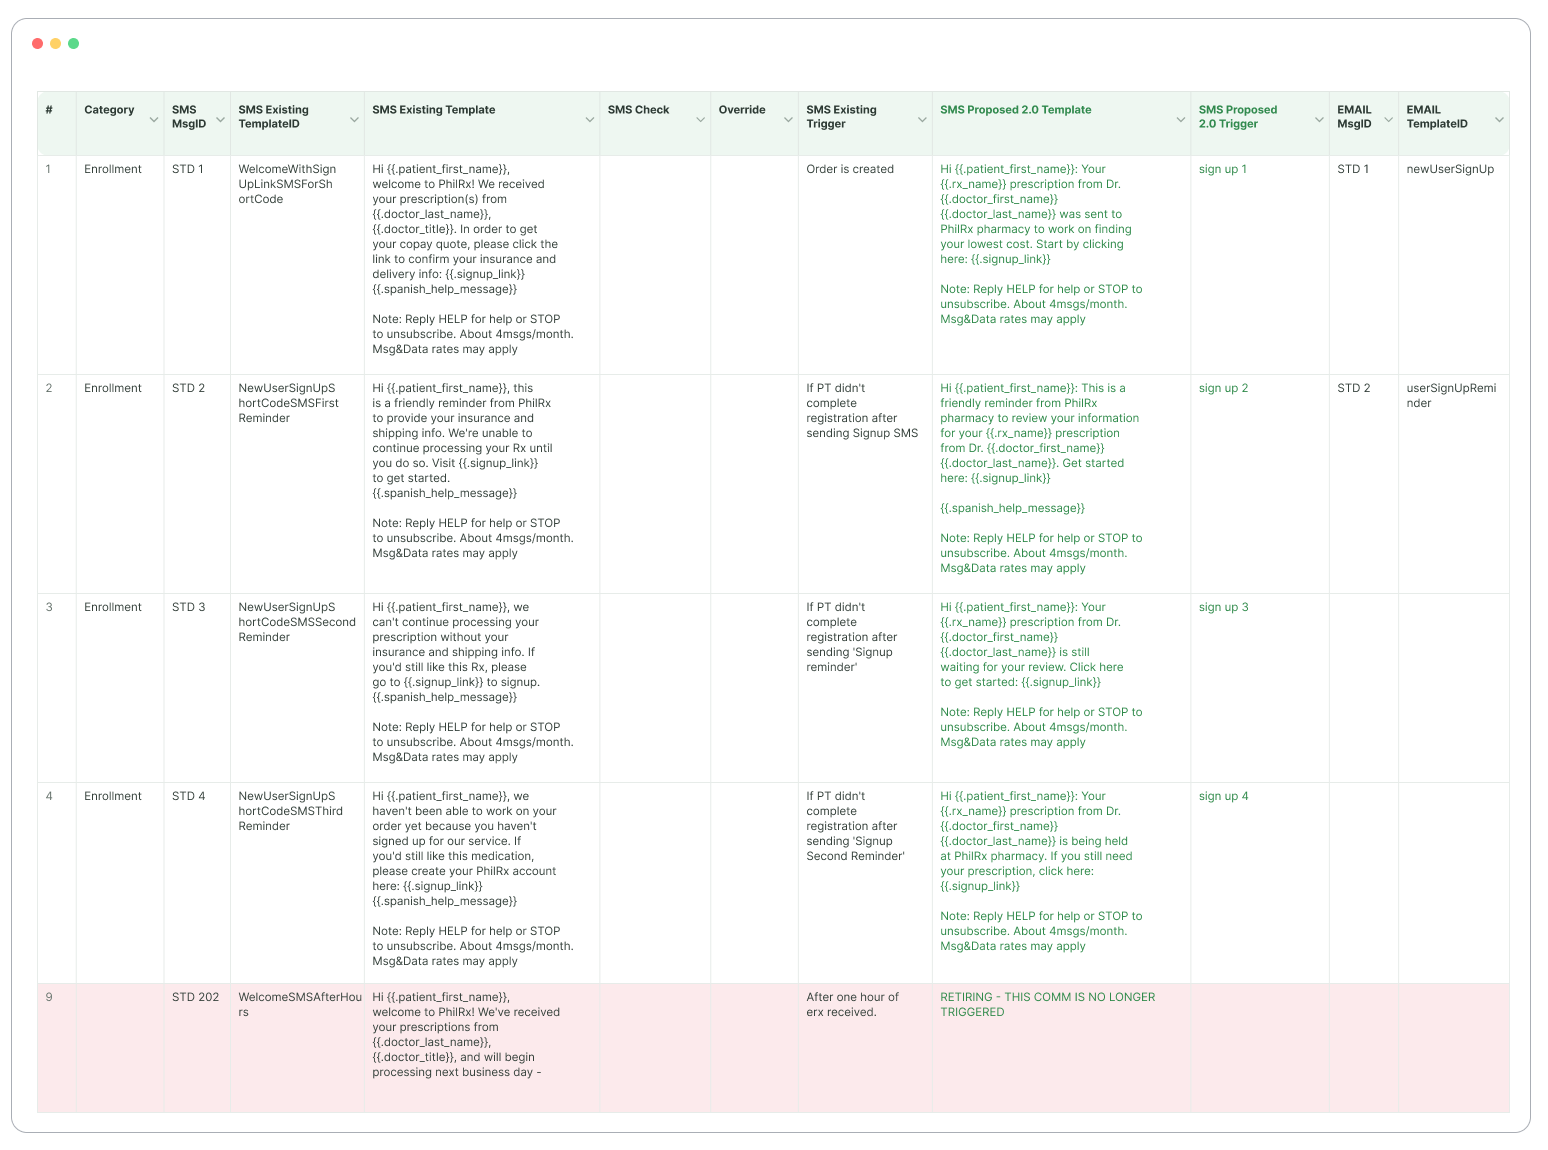 #
Category
SMS
MsgID
SMS Existing
TemplateID
SMS Existing Template
SMS Check
Override
SMS Existing
Trigger
SMS Proposed 2.0 Template
SMS Proposed
2.0 Trigger
EMAIL
MsgID
EMAIL
TemplateID
1
Enrollment
STD 1
WelcomeWithSign
UpLinkSMSForSh
ortCode
Hi {{.patient_first_name}},
welcome to PhilRx! We received
your prescription(s) from
{{.doctor_last_name}},
{{.doctor_title}}. In order to get
your copay quote, please click the
link to confirm your insurance and
delivery info: {{.signup_link}}
{{.spanish_help_message}}
Note: Reply HELP for help or STOP
to unsubscribe. About 4msgs/month.
Msg&Data rates may apply
Order is created
Hi {{.patient_first_name}}: Your
{{.rx_name}} prescription from Dr.
{{.doctor_first_name}}
{{.doctor_last_name}} was sent to
PhilRx pharmacy to work on finding
your lowest cost. Start by clicking
here: {{.signup_link}}
Note: Reply HELP for help or STOP to
unsubscribe. About 4msgs/month.
Msg&Data rates may apply
sign up 1
STD 1
newUserSignUp
2
Enrollment
STD 2
NewUserSignUpS
hortCodeSMSFirst
Reminder
Hi {{.patient_first_name}}, this
is a friendly reminder from PhilRx
to provide your insurance and
shipping info. We're unable to
continue processing your Rx until
you do so. Visit {{.signup_link}}
to get started.
{{.spanish_help_message}}
Note: Reply HELP for help or STOP
to unsubscribe. About 4msgs/month.
Msg&Data rates may apply
If PT didn't
complete
registration after
sending Signup SMS
Hi {{.patient_first_name}}: This is a
friendly reminder from PhilRx
pharmacy to review your information
for your {{.rx_name}} prescription
from Dr. {{.doctor_first_name}}
{{.doctor_last_name}}. Get started
here: {{.signup_link}}
{{.spanish_help_message}}
Note: Reply HELP for help or STOP to
unsubscribe. About 4msgs/month.
Msg&Data rates may apply
sign up 2
STD 2
userSignUpRemi
nder
3
Enrollment
STD 3
NewUserSignUpS
hortCodeSMSSecond
Reminder
Hi {{.patient_first_name}}, we
can't continue processing your
prescription without your
insurance and shipping info. If
you'd still like this Rx, please
go to {{.signup_link}} to signup.
{{.spanish_help_message}}
Note: Reply HELP for help or STOP
to unsubscribe. About 4msgs/month.
Msg&Data rates may apply
If PT didn't
complete
registration after
sending 'Signup
reminder'
Hi {{.patient_first_name}}: Your
{{.rx_name}} prescription from Dr.
{{.doctor_first_name}}
{{.doctor_last_name}} is still
waiting for your review. Click here
to get started: {{.signup_link}}
Note: Reply HELP for help or STOP to
unsubscribe. About 4msgs/month.
Msg&Data rates may apply
sign up 3
4
Enrollment
STD 4
NewUserSignUpS
hortCodeSMSThird
Reminder
Hi {{.patient_first_name}}, we
haven't been able to work on your
order yet because you haven't
signed up for our service. If
you'd still like this medication,
please create your PhilRx account
here: {{.signup_link}}
{{.spanish_help_message}}
Note: Reply HELP for help or STOP
to unsubscribe. About 4msgs/month.
Msg&Data rates may apply
If PT didn't
complete
registration after
sending 'Signup
Second Reminder'
Hi {{.patient_first_name}}: Your
{{.rx_name}} prescription from Dr.
{{.doctor_first_name}}
{{.doctor_last_name}} is being held
at PhilRx pharmacy. If you still need
your prescription, click here:
{{.signup_link}}
Note: Reply HELP for help or STOP to
unsubscribe. About 4msgs/month.
Msg&Data rates may apply
sign up 4
9
STD 202
WelcomeSMSAfterHou
rs
Hi {{.patient_first_name}},
welcome to PhilRx! We've received
your prescriptions from
{{.doctor_last_name}},
{{.doctor_title}}, and will begin
processing next business day -
After one hour of
erx received.
RETIRING - THIS COMM IS NO LONGER
TRIGGERED